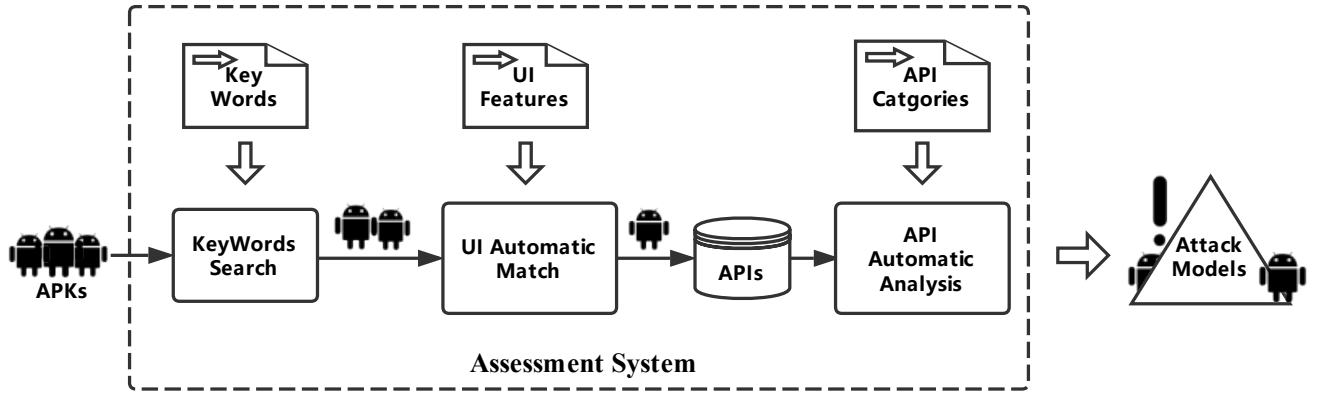 Key
Words
UI
Features
API
Catgories
APKs
KeyWords
Search
UI Automatic
Match
APIs
API
Automatic
Analysis
Attack
Models
Assessment System